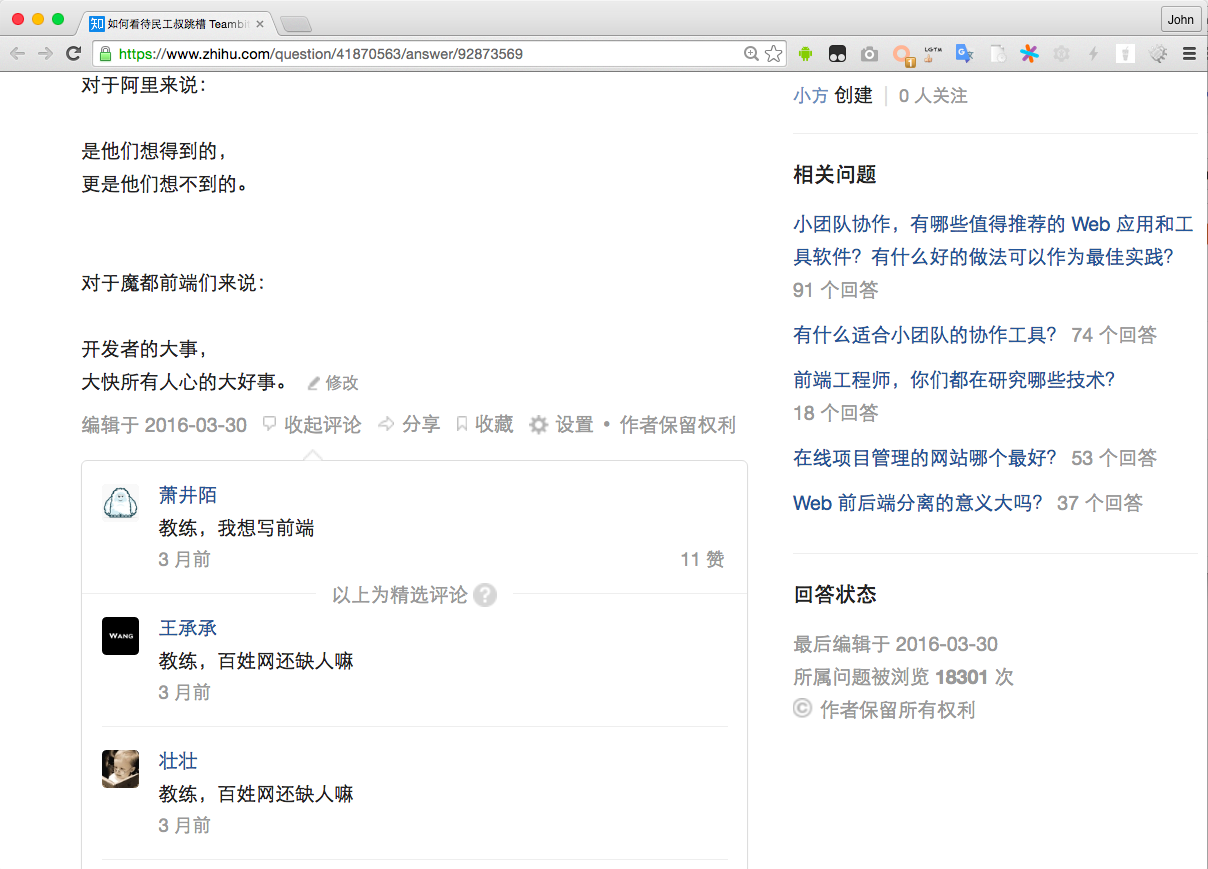 如何看待民工叔跳槽 Teambi
John
https://www.zhihu.com/question/41870563/answer/92873569
LGTM
对于阿里来说：
是他们想得到的，
更是他们想不到的。
对于魔都前端们来说：
开发者的大事，
大快所有人心的大好事。 修改
编辑于 2016-03-30 收起评论 分享 收藏 设置 • 作者保留权利
萧井陌
教练，我想写前端
3 月前 11 赞
以上为精选评论 ?
WANG
王承承
教练，百姓网还缺人嘛
3 月前
壮壮
教练，百姓网还缺人嘛
3 月前
小方 创建 0 人关注
相关问题
小团队协作，有哪些值得推荐的 Web 应用和工
具软件？有什么好的做法可以作为最佳实践？
91 个回答
有什么适合小团队的协作工具？ 74 个回答
前端工程师，你们都在研究哪些技术？
18 个回答
在线项目管理的网站哪个最好？ 53 个回答
Web 前后端分离的意义大吗？ 37 个回答
回答状态
最后编辑于 2016-03-30
所属问题被浏览 18301 次
© 作者保留所有权利